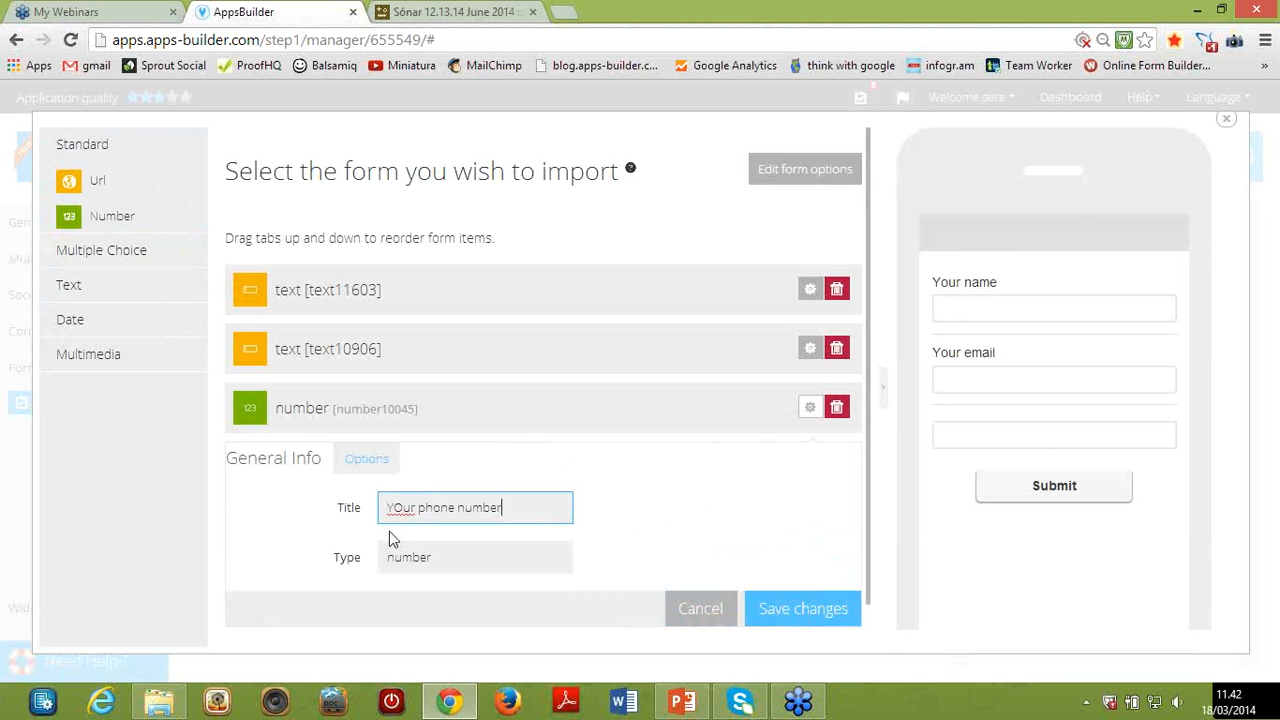 My Webinars
AppsBuilder
Sónar 12.13.14 June 2014
apps.apps-builder.com/step1/manager/655549/#
Apps gmail Sprout Social ProofHQ Balsamiq Miniatura MailChimp blog.apps-builder.co... Google Analytics think with google infogr.am Team Worker Online Form Builder... »
Application quality
Welcome sere Dashboard Help Language
Standard
Url
Number
Multiple Choice
Text
Date
Multimedia
Select the form you wish to import
Edit form options
Drag tabs up and down to reorder form items.
text [text11603]
text [text10906]
123 number [number10045]
General Info Options
Title YOur phone number
Type number
Cancel Save changes
Your name
Your email
Submit
Need Help?
11.42
18/03/2014